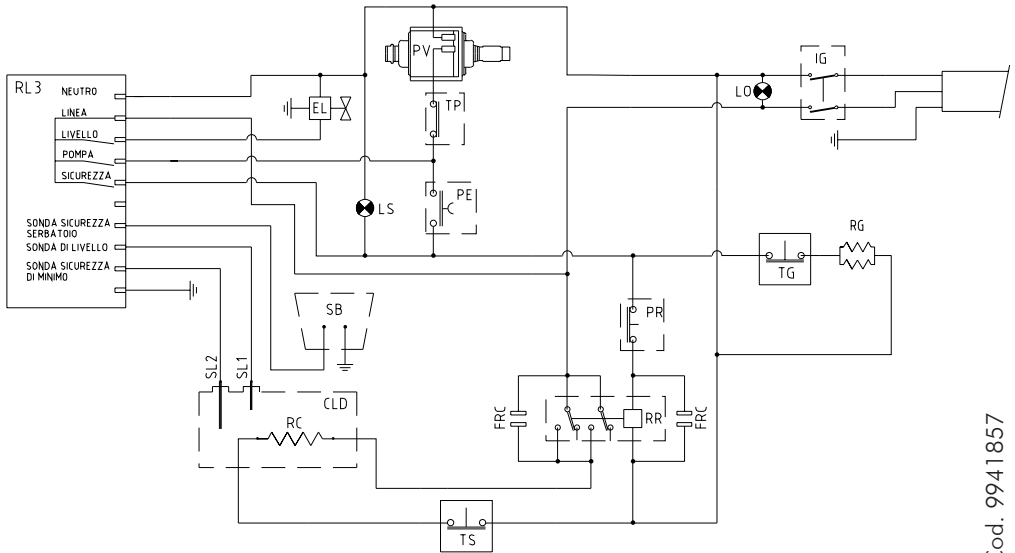 RL3
NEUTRO
LINEA
LIVELLO
POMPA
SICUREZZA
SONDA SICUREZZA
SERBATOIO
SONDA DI LIVELLO
SONDA SICUREZZA
DI MINIMO
EL
PV
TP
PE
LS
LO
IG
RG
TG
PR
SB
SL2
SL1
CLD
RC
FRC
RR
FRC
TS
Cod. 9941857